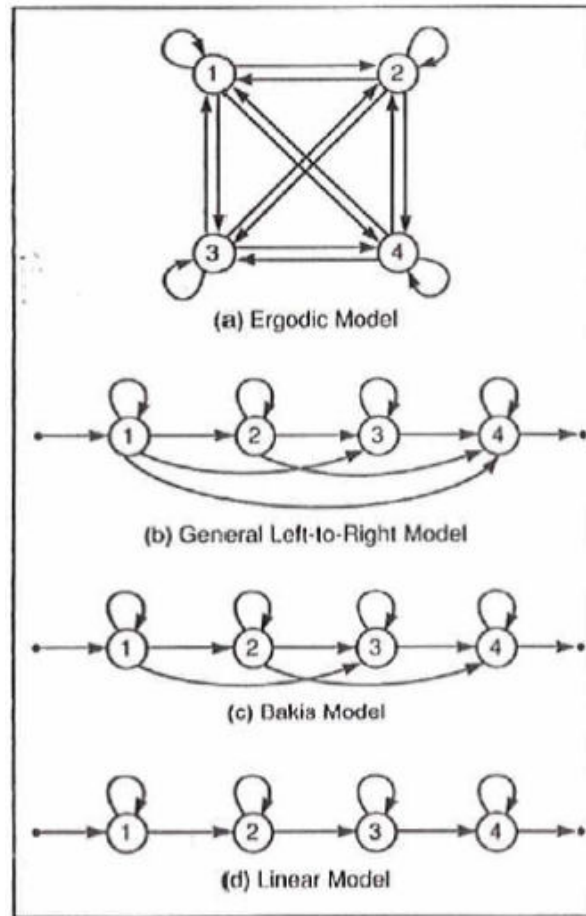 1 2
3 4
(a) Ergodic Model
1 2 3 4
(b) General Left-to-Right Model
1 2 3 4
(c) Bakis Model
1 2 3 4
(d) Linear Model